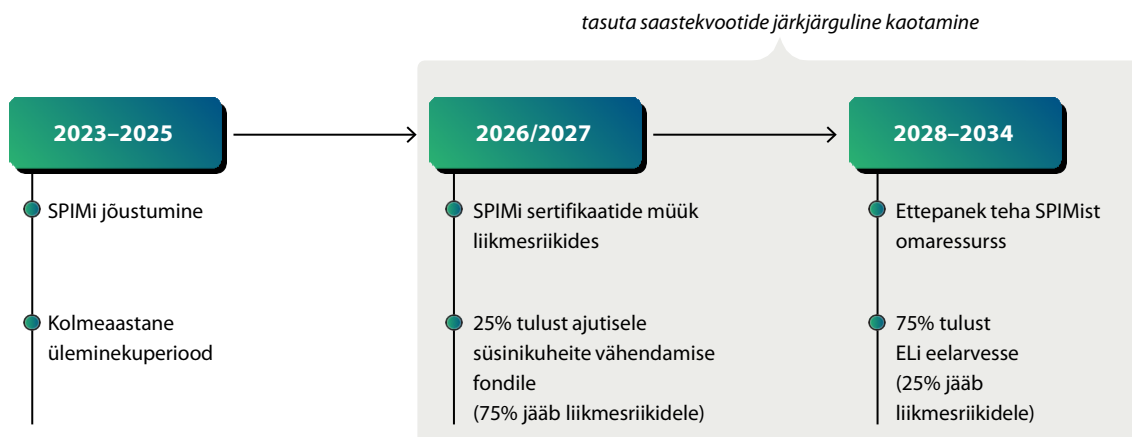 tasuta saastekvootide järkjärguline kaotamine
2023–2025
SPIMi jõustumine
Kolmeaastane
üleminekuperiood
2026/2027
SPIMi sertifikaatide müük
liikmesriikides
25% tulust ajutisele
süsinikuheite vähendamise
fondile
(75% jääb liikmesriikidele)
2028–2034
Ettepanek teha SPIMist
omaressurss
75% tulust
ELi eelarvesse
(25% jääb
liikmesriikidele)